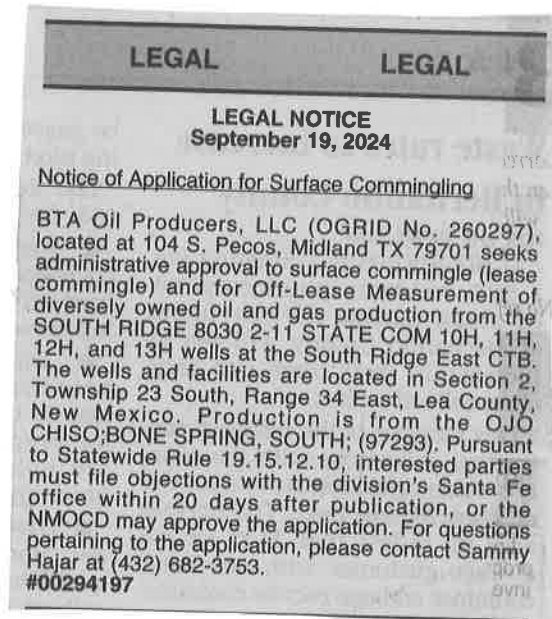 LEGAL LEGAL
LEGAL NOTICE
September 19, 2024
Notice of Application for Surface Commingling
BTA Oil Producers, LLC (OGRID No. 260297),
located at 104 S. Pecos, Midland TX 79701 seeks
administrative approval to surface commingle (lease
commingle) and for Off-Lease Measurement of
diversely owned oil and gas production from the
SOUTH RIDGE 8030 2-11 STATE COM 10H, 11H,
12H, and 13H wells at the South Ridge East CTB.
The wells and facilities are located in Section 2,
Township 23 South, Range 34 East, Lea County,
New Mexico. Production is from the OJO
CHISO;BONE SPRING, SOUTH; (97293). Pursuant
to Statewide Rule 19.15.12.10, interested parties
must file objections with the division's Santa Fe
office within 20 days after publication, or the
NMOCD may approve the application. For questions
pertaining to the application, please contact Sammy
Hajar at (432) 682-3753.
#00294197